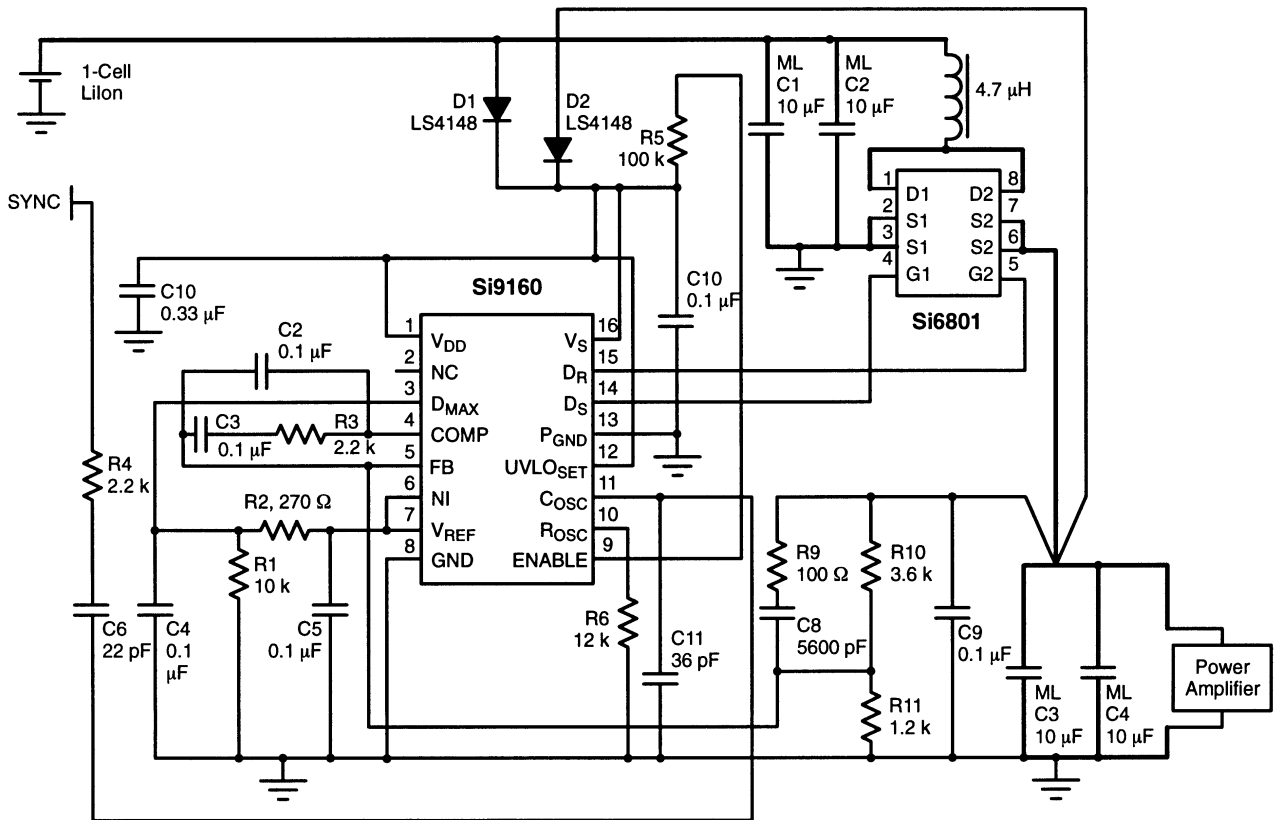 1-Cell
LiIon
D1
LS4148
D2
LS4148
R5
100 k
ML
C1
10 µF
ML
C2
10 µF
4.7 µH
SYNC
1
2
3
4
D1
S1
S1
G1
D2
S2
S2
G2
8
7
6
5
Si6801
C10
0.33 µF
Si9160
C10
0.1 µF
C2
0.1 µF
C3
0.1 µF
R3
2.2 k
1
2
3
4
5
6
7
8
VDD
NC
DMAX
COMP
FB
NI
VREF
GND
VS
DR
DS
PGND
UVLOSET
COSC
ROSC
ENABLE
16
15
14
13
12
11
10
9
R4
2.2 k
R2, 270 Ω
R1
10 k
C6
22 pF
C4
0.1
µF
C5
0.1 µF
R6
12 k
C11
36 pF
R9
100 Ω
R10
3.6 k
C8
5600 pF
R11
1.2 k
C9
0.1 µF
ML
C3
10 µF
ML
C4
10 µF
Power
Amplifier